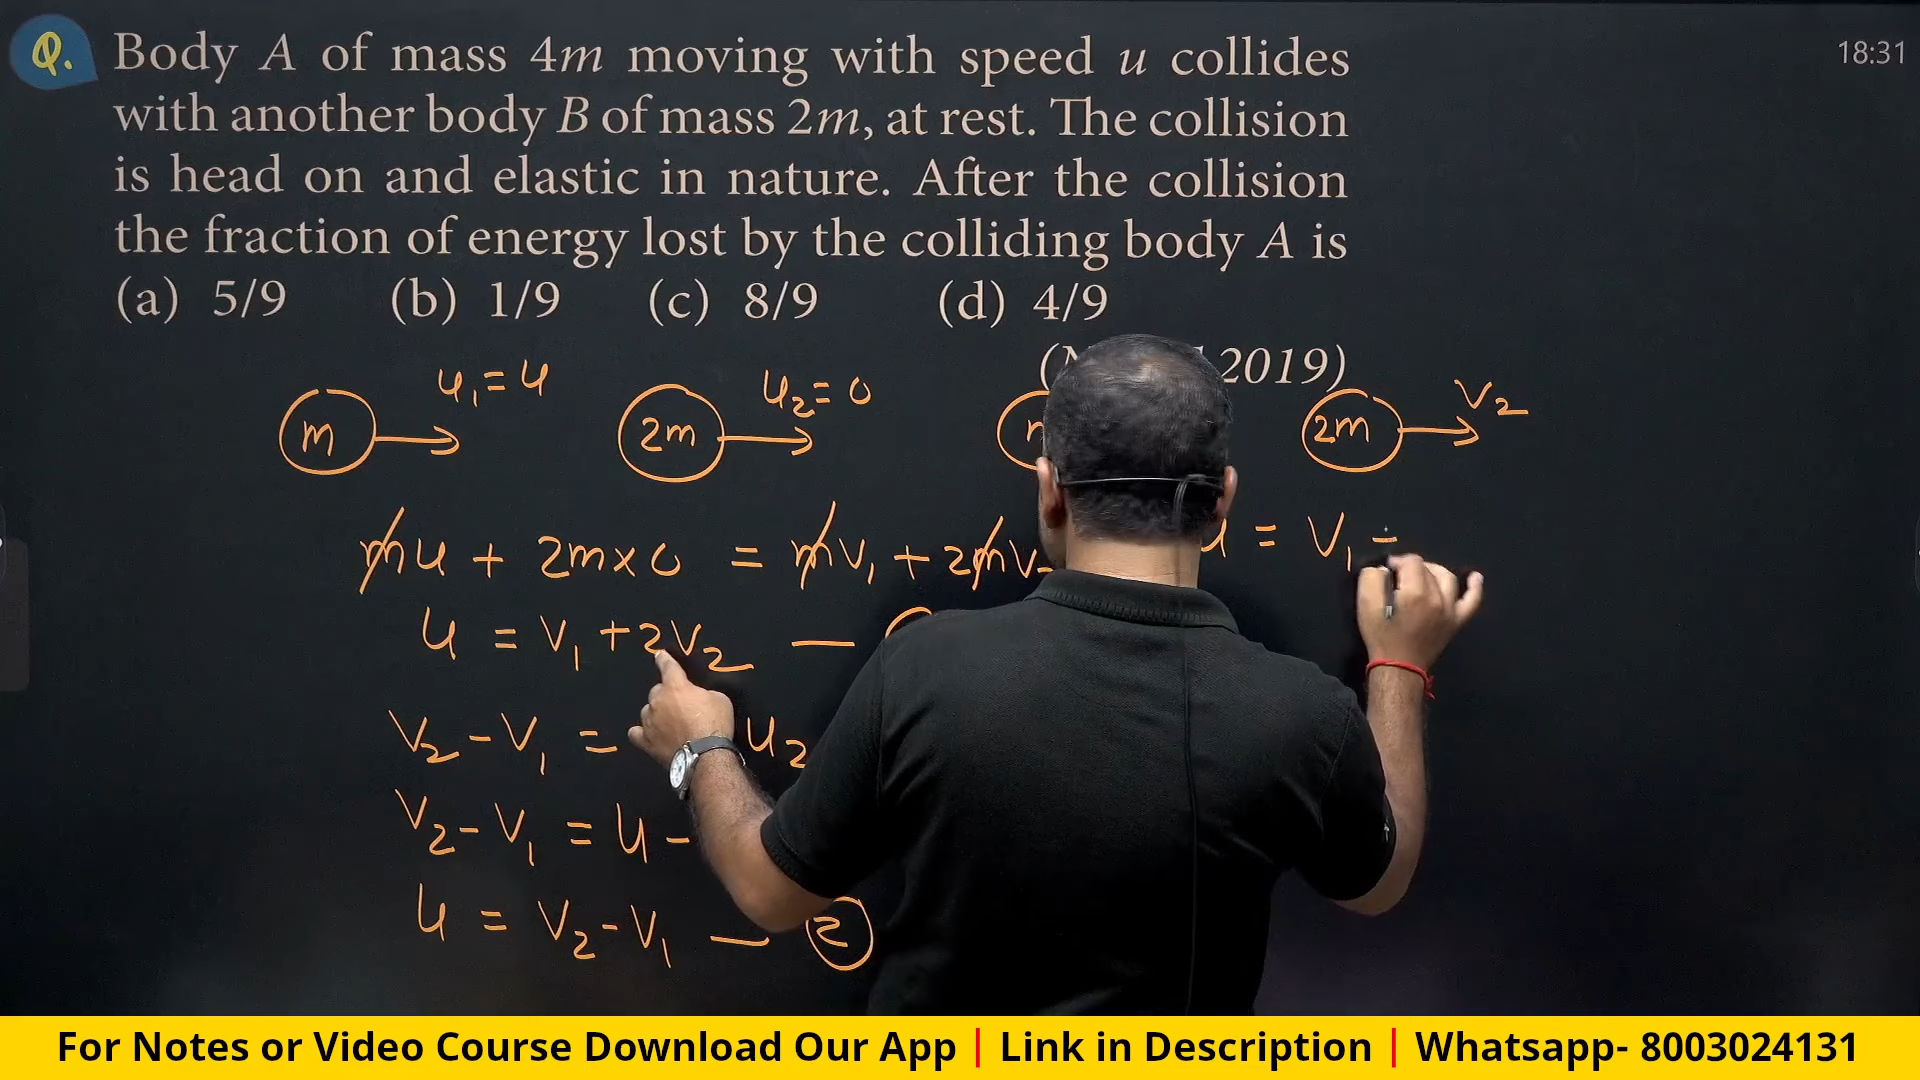 Q. Body A of mass 4m moving with speed u collides
18:31
with another body B of mass 2m, at rest. The collision
is head on and elastic in nature. After the collision
the fraction of energy lost by the colliding body A is
(a) 5/9 (b) 1/9 (c) 8/9 (d) 4/9
2019)
m u₁ = u 2m u₂ = 0 2m v₂
mu + 2m×0 = mv₁ + 2mv
u = v₁ +
u = v₁ + 2v₂ —
v₂ - v₁ = u₂
v₂ - v₁ = u -
u = v₂ - v₁ — ②
For Notes or Video Course Download Our App | Link in Description | Whatsapp- 8003024131